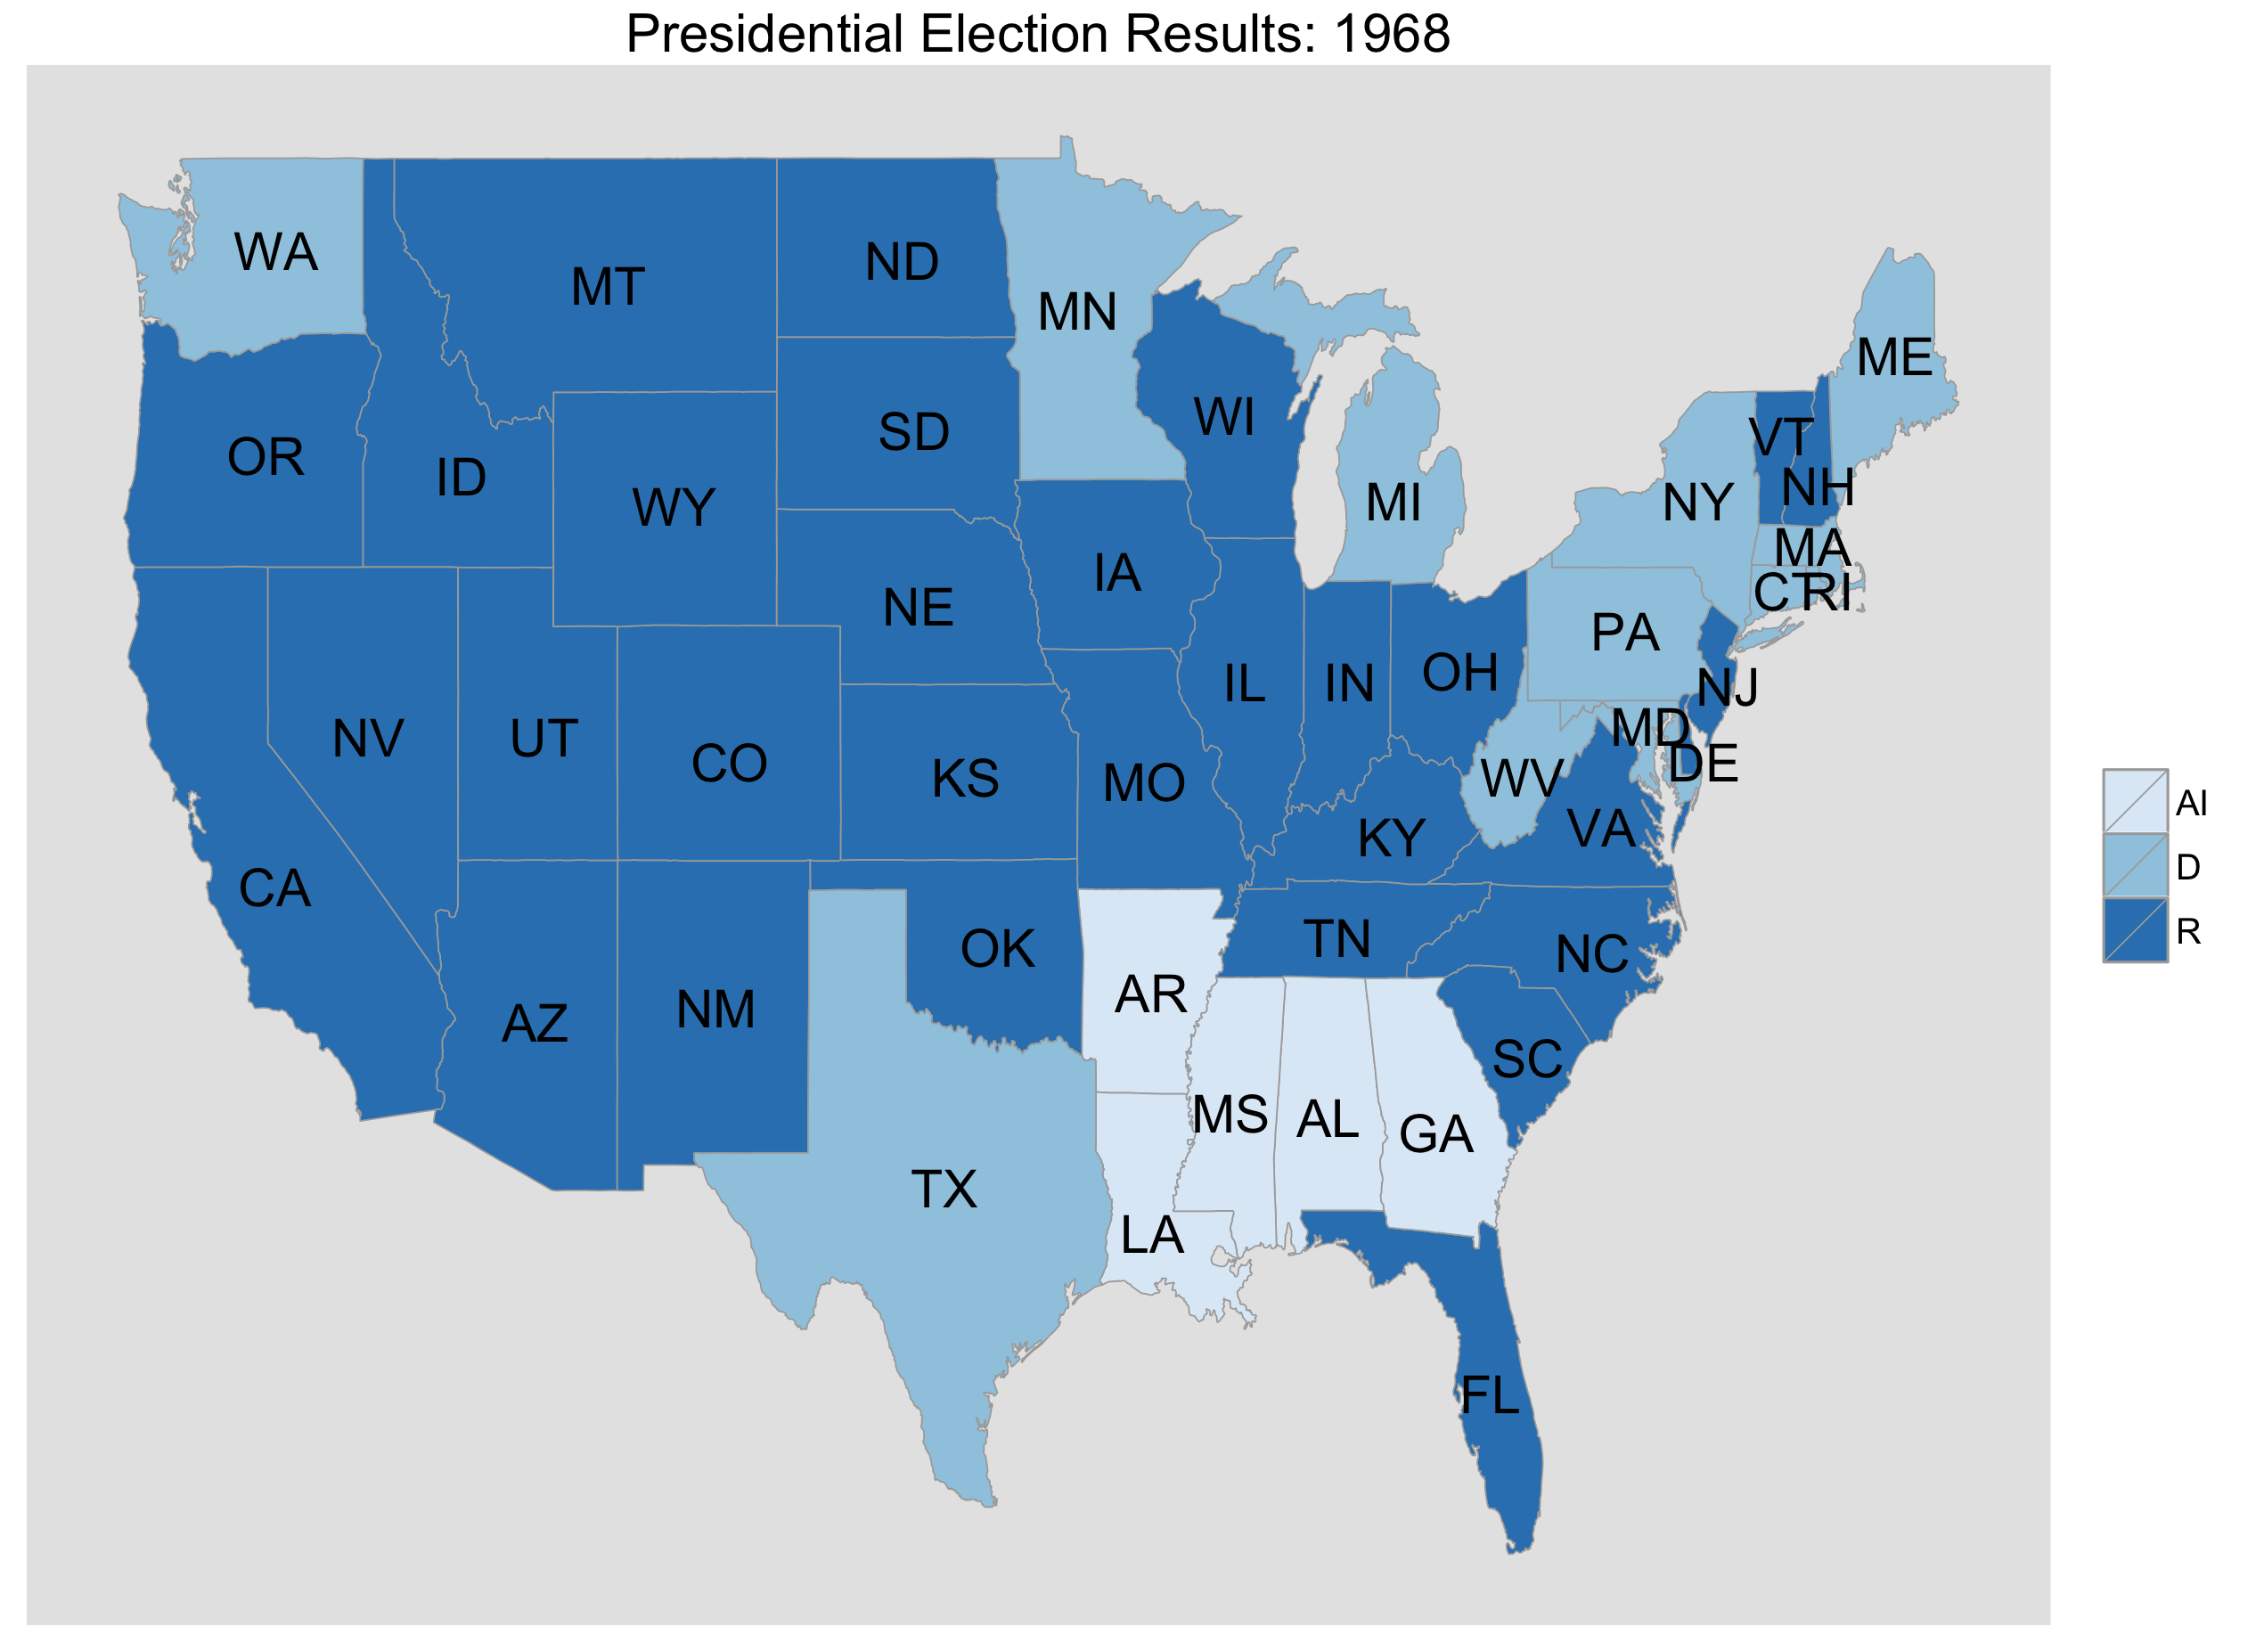 Presidential Election Results: 1968
WA
MT
ND
MN
ME
OR
ID
WY
SD
WI
VT
NH
NY
MI
MA
CTRI
IA
NE
PA
NJ
IL
IN
OH
MD
DE
NV
UT
CO
KS
MO
WV
VA
KY
CA
AI
D
R
OK
TN
NC
AR
AZ
NM
SC
MS
AL
GA
TX
LA
FL